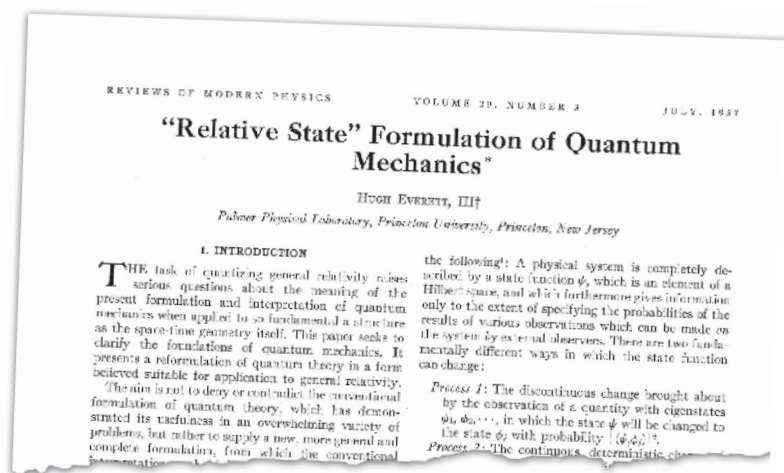 REVIEWS OF MODERN PHYSICS
VOLUME 29, NUMBER 3
JULY, 1957
“Relative State” Formulation of Quantum
Mechanics*
HUGH EVERETT, III†
Palmer Physical Laboratory, Princeton University, Princeton, New Jersey
1. INTRODUCTION
THE task of quantizing general relativity raises
serious questions about the meaning of the
present formulation and interpretation of quantum
mechanics when applied to so fundamental a structure
as the space-time geometry itself. This paper seeks to
clarify the foundations of quantum mechanics. It
presents a reformulation of quantum theory in a form
believed suitable for application to general relativity.
The aim is not to deny or contradict the conventional
formulation of quantum theory, which has demon-
strated its usefulness in an overwhelming variety of
problems, but rather to supply a new, more general and
complete formulation, from which the conventional
interpretation
the following¹: A physical system is completely de-
scribed by a state function ψ, which is an element of a
Hilbert space, and which furthermore gives information
only to the extent of specifying the probabilities of the
results of various observations which can be made on
the system by external observers. There are two funda-
mentally different ways in which the state function
can change:
Process 1: The discontinuous change brought about
by the observation of a quantity with eigenstates
φ₁, φ₂, ···, in which the state ψ will be changed to
the state φⱼ with probability |(ψ,φⱼ)|².
Process 2: The continuous, deterministic